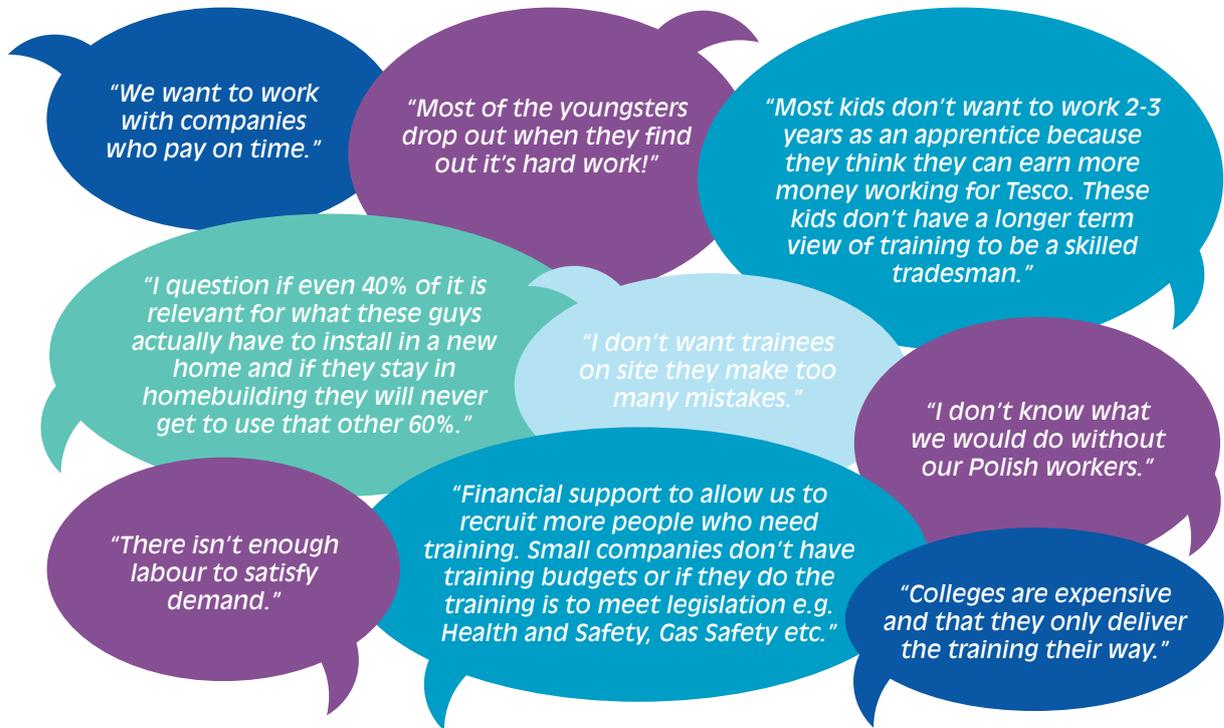 “We want to work
with companies
who pay on time.”
“Most of the youngsters
drop out when they find
out it’s hard work!”
“Most kids don’t want to work 2-3
years as an apprentice because
they think they can earn more
money working for Tesco. These
kids don’t have a longer term
view of training to be a skilled
tradesman.”
“I question if even 40% of it is
relevant for what these guys
actually have to install in a new
home and if they stay in
homebuilding they will never
get to use that other 60%.”
“I don’t want trainees
on site they make too
many mistakes.”
“I don’t know what
we would do without
our Polish workers.”
“There isn’t enough
labour to satisfy
demand.”
“Financial support to allow us to
recruit more people who need
training. Small companies don’t have
training budgets or if they do the
training is to meet legislation e.g.
Health and Safety, Gas Safety etc.”
“Colleges are expensive
and that they only deliver
the training their way.”